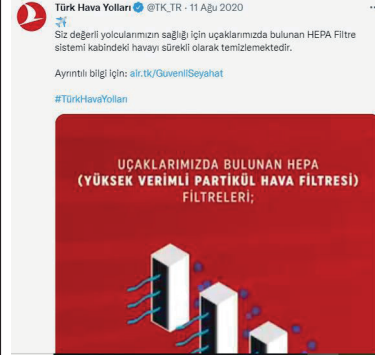 Türk Hava Yolları @TK_TR · 11 Ağu 2020
Siz değerli yolcularımızın sağlığı için uçaklarımızda bulunan HEPA Filtre
sistemi kabindeki havayı sürekli olarak temizlemektedir.
Ayrıntılı bilgi için: air.tk/GuvenliSeyahat
#TürkHavaYolları
UÇAKLARIMIZDA BULUNAN HEPA
(YÜKSEK VERİMLİ PARTİKÜL HAVA FİLTRESİ)
FİLTRELERİ;